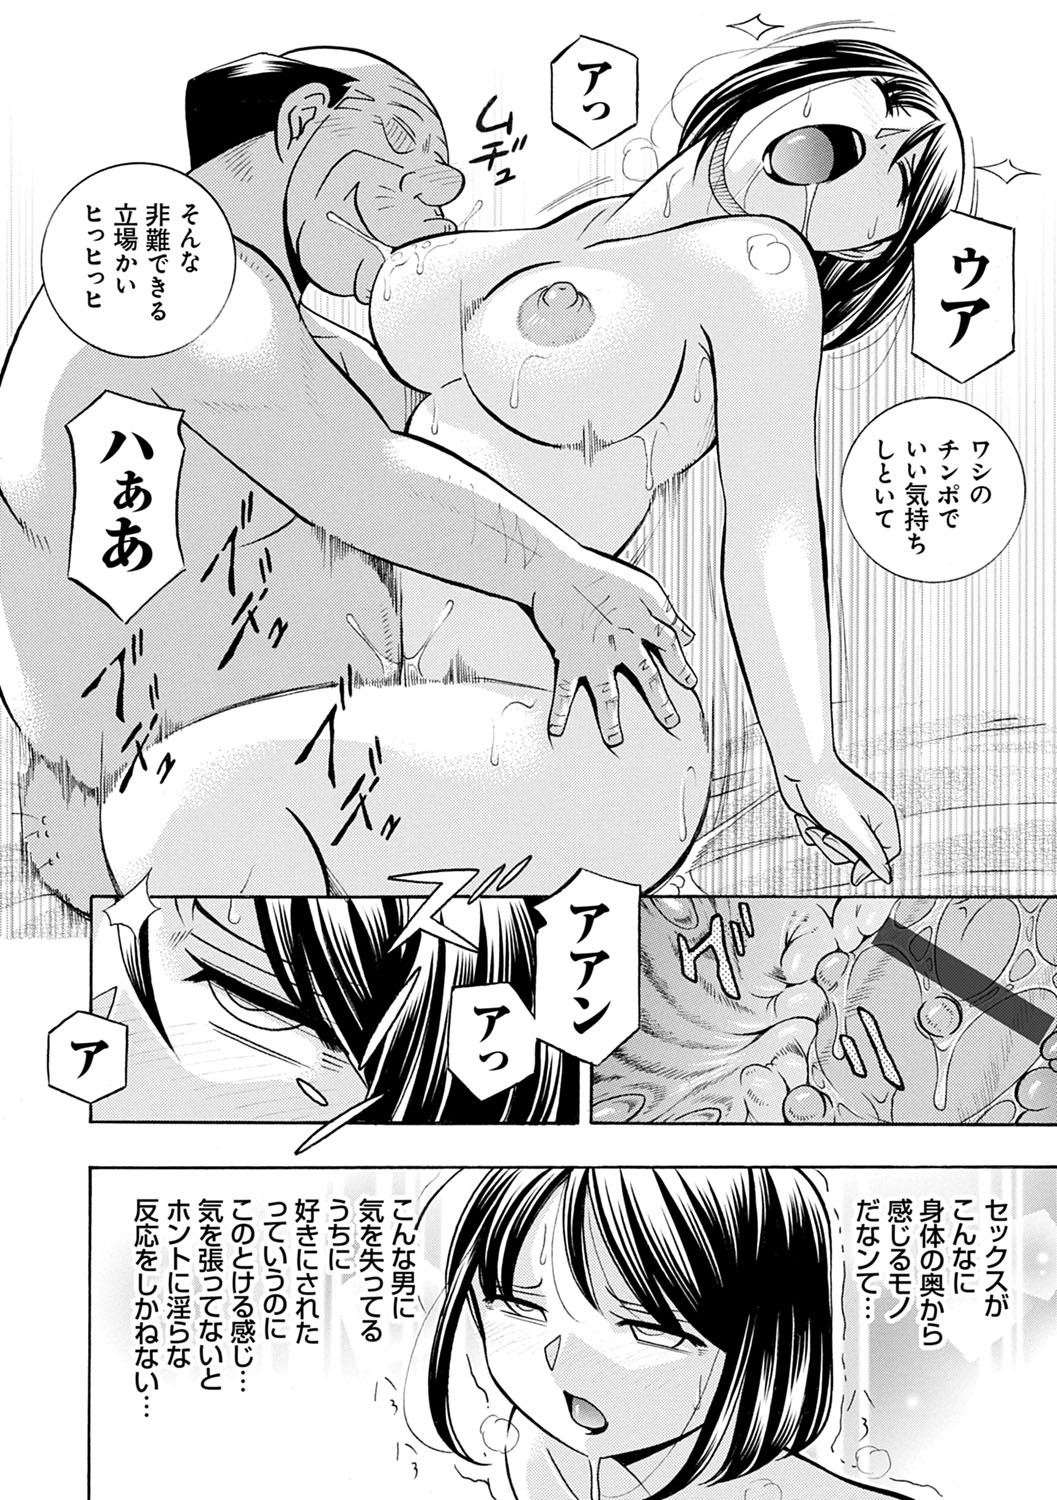 アっ
ムヂュ
ウア
そんな
非難できる
立場かい
ヒっヒっヒ
ワシの
チンポで
いい気持ち
しといて
ハぁあ
ブヂュ
ブヂュ
ブヂュ
アアン
アっ
ア
セックスが
こんなに
身体の奥から
感じるモノ
だなンて…
こんな男に
気を失ってる
うちに
好きにされた
っていうのに
このとける感じ…
気を張ってないと
ホントに淫らな
反応をしかねない…